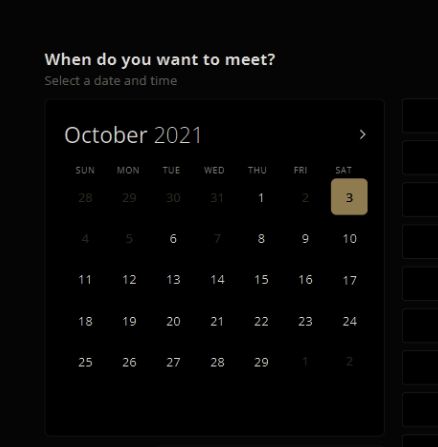 When do you want to meet?
Select a date and time
October 2021 >
SUN MON TUE WED THU FRI SAT
28 29 30 31 1 2 3
4 5 6 7 8 9 10
11 12 13 14 15 16 17
18 19 20 21 22 23 24
25 26 27 28 29 1 2